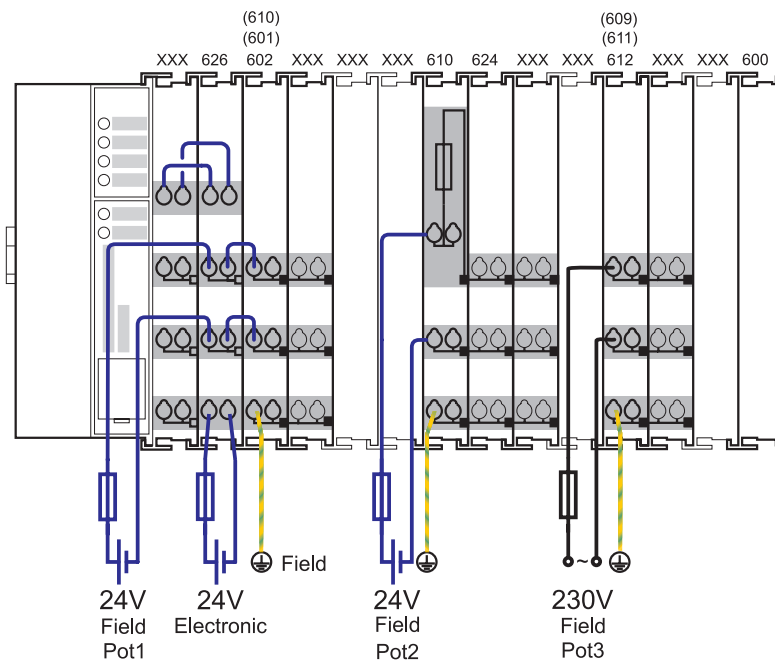 (610) (609)
(601) (611)
XXX 626 602 XXX XXX XXX 610 624 XXX XXX 612 XXX XXX 600
Field ~
24V 24V 24V 230V
Field Electronic Field Field
Pot1 Pot2 Pot3